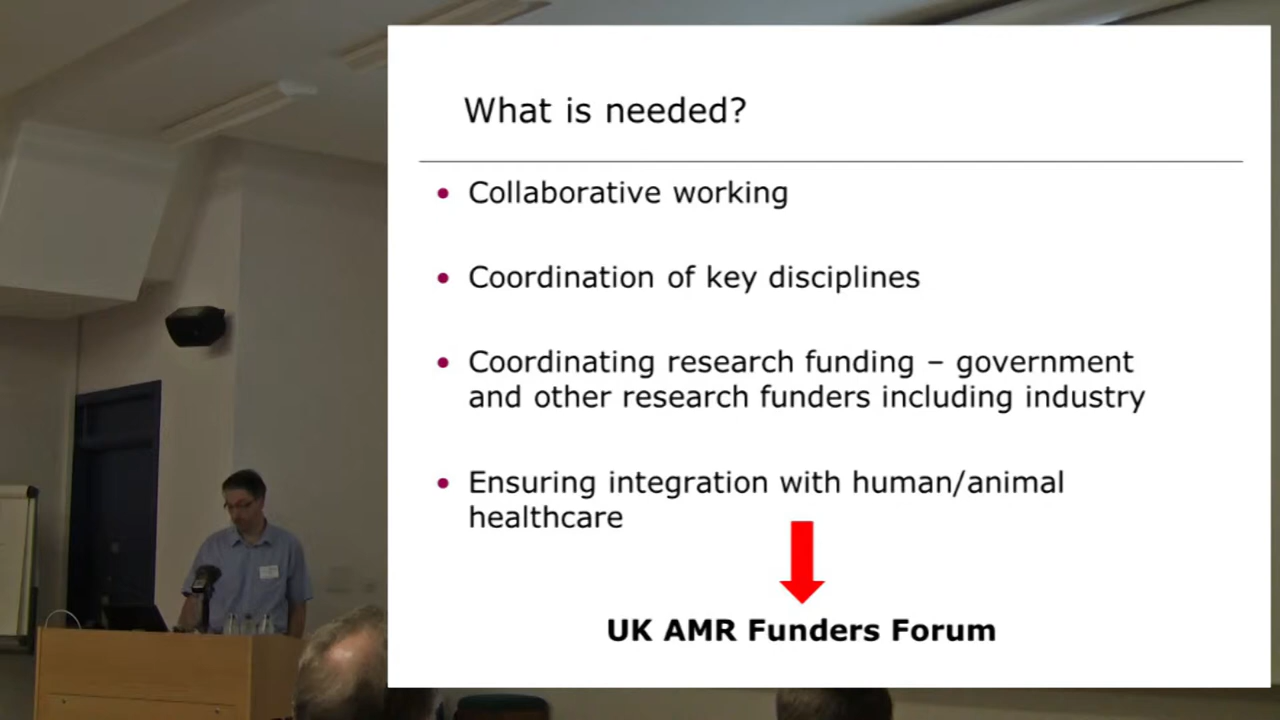 What is needed?
• Collaborative working
• Coordination of key disciplines
• Coordinating research funding – government
and other research funders including industry
• Ensuring integration with human/animal
healthcare
UK AMR Funders Forum